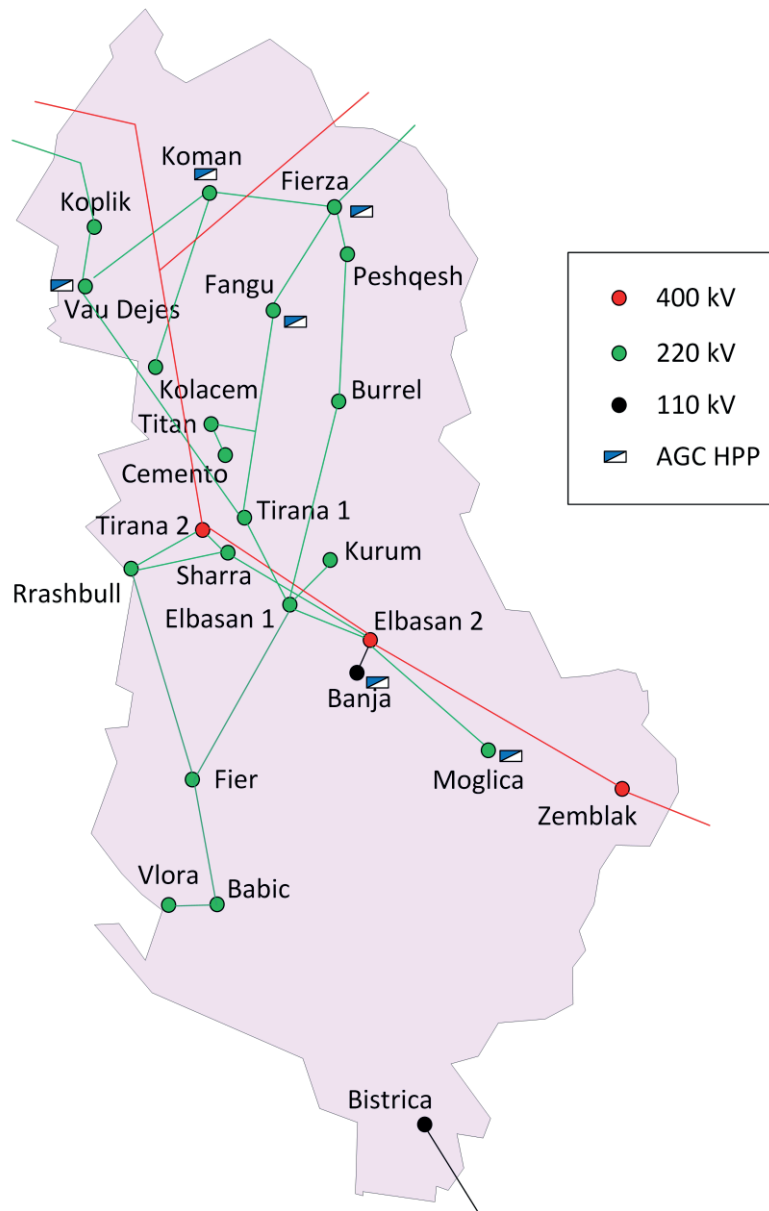 Koman
Fierza
Koplik
Peshqesh
Fangu
Vau Dejes
Kolacem
Burrel
Titan
Cemento
Tirana 1
Tirana 2
Kurum
Sharra
Rrashbull
Elbasan 1
Elbasan 2
Banja
Moglica
Fier
Zemblak
Vlora
Babic
Bistrica
400 kV
220 kV
110 kV
AGC HPP